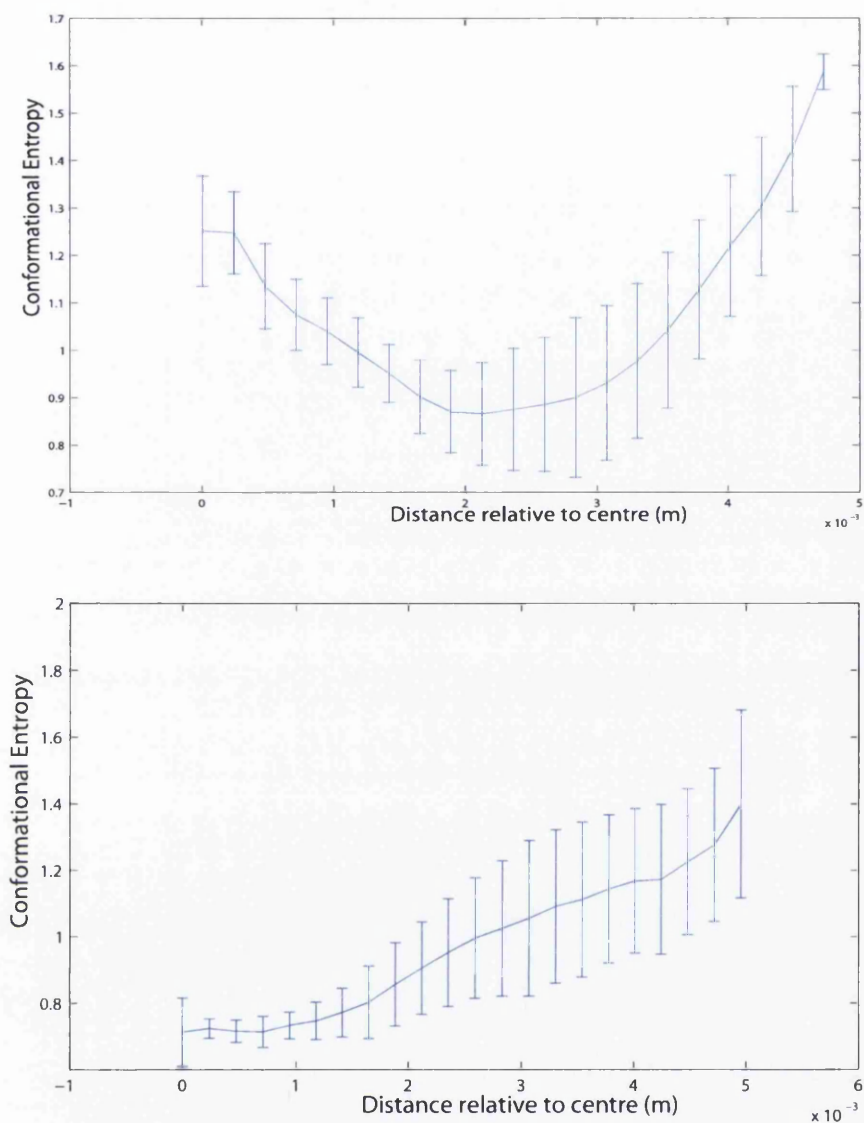 1.7
1.6
1.5
1.4
1.3
1.2
1.1
1
0.9
0.8
0.7
Conformational Entropy
−1 0 1 2 3 4 5
Distance relative to centre (m)
x 10⁻³
2
1.8
1.6
1.4
1.2
1
0.8
Conformational Entropy
−1 0 1 2 3 4 5 6
Distance relative to centre (m)
x 10⁻³